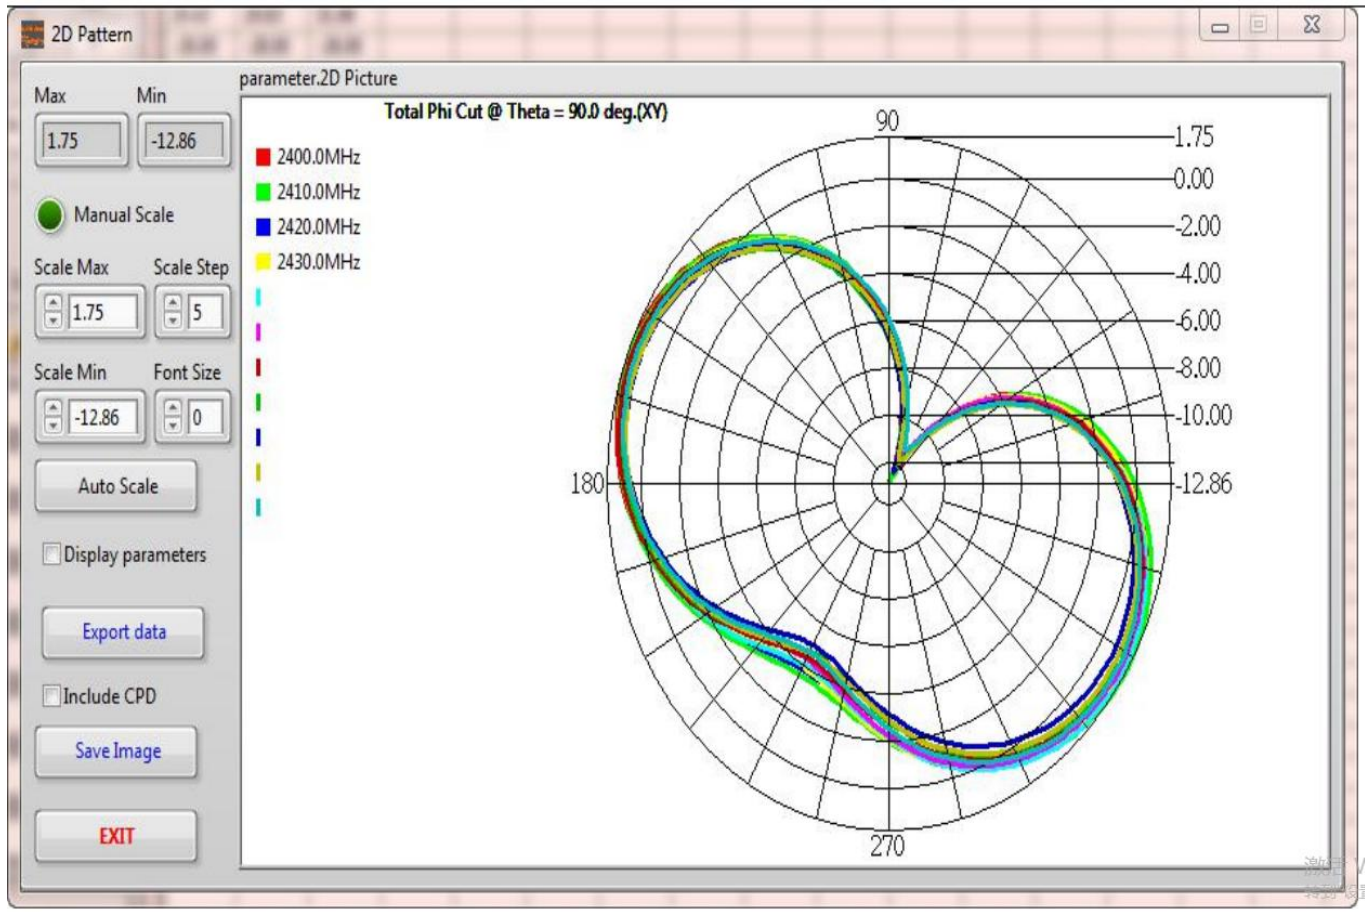 2D Pattern
parameter.2D Picture
Max Min
1.75 -12.86
Manual Scale
Scale Max Scale Step
1.75 5
Scale Min Font Size
-12.86 0
Auto Scale
Display parameters
Export data
Include CPD
Save Image
EXIT
Total Phi Cut @ Theta = 90.0 deg.(XY)
2400.0MHz
2410.0MHz
2420.0MHz
2430.0MHz
90
180
270
1.75
0.00
-2.00
-4.00
-6.00
-8.00
-10.00
-12.86